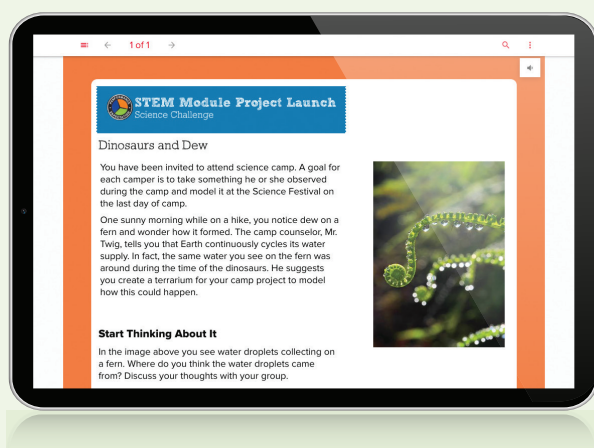 1 of 1
STEM Module Project Launch
Science Challenge
Dinosaurs and Dew
You have been invited to attend science camp. A goal for
each camper is to take something he or she observed
during the camp and model it at the Science Festival on
the last day of camp.
One sunny morning while on a hike, you notice dew on a
fern and wonder how it formed. The camp counselor, Mr.
Twig, tells you that Earth continuously cycles its water
supply. In fact, the same water you see on the fern was
around during the time of the dinosaurs. He suggests
you create a terrarium for your camp project to model
how this could happen.
Start Thinking About It
In the image above you see water droplets collecting on
a fern. Where do you think the water droplets came
from? Discuss your thoughts with your group.